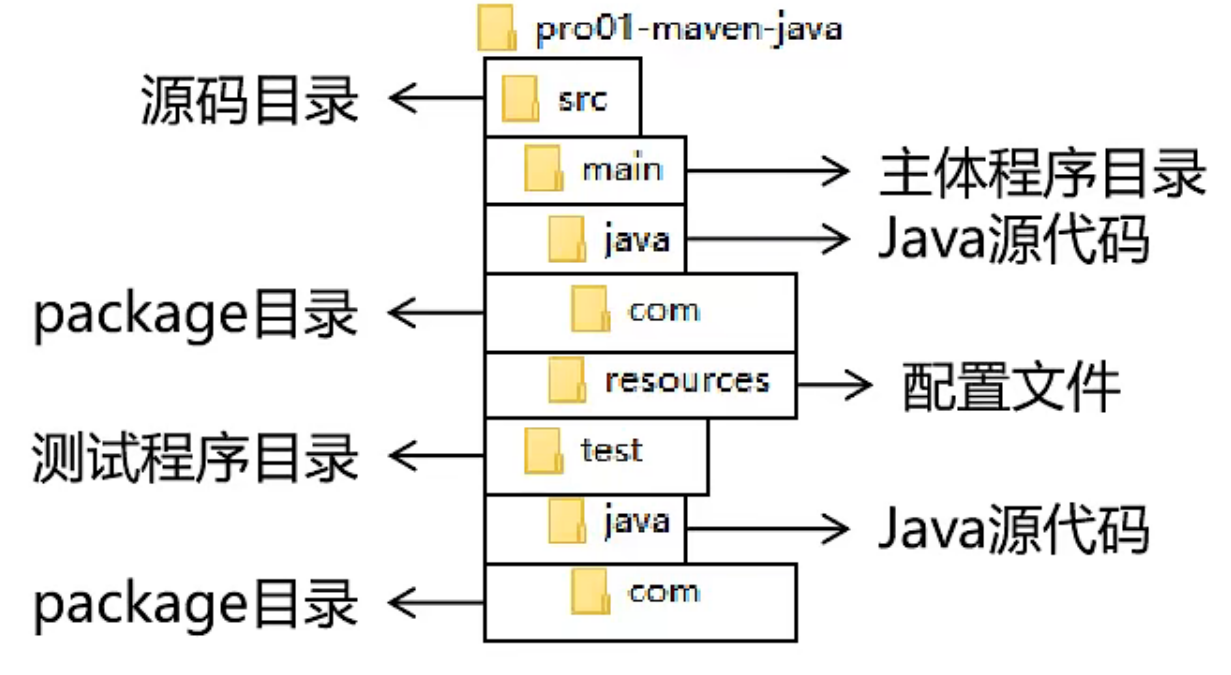 pro01-maven-java
源码目录
src
main
主体程序目录
java
Java源代码
package目录
com
resources
配置文件
测试程序目录
test
java
Java源代码
package目录
com